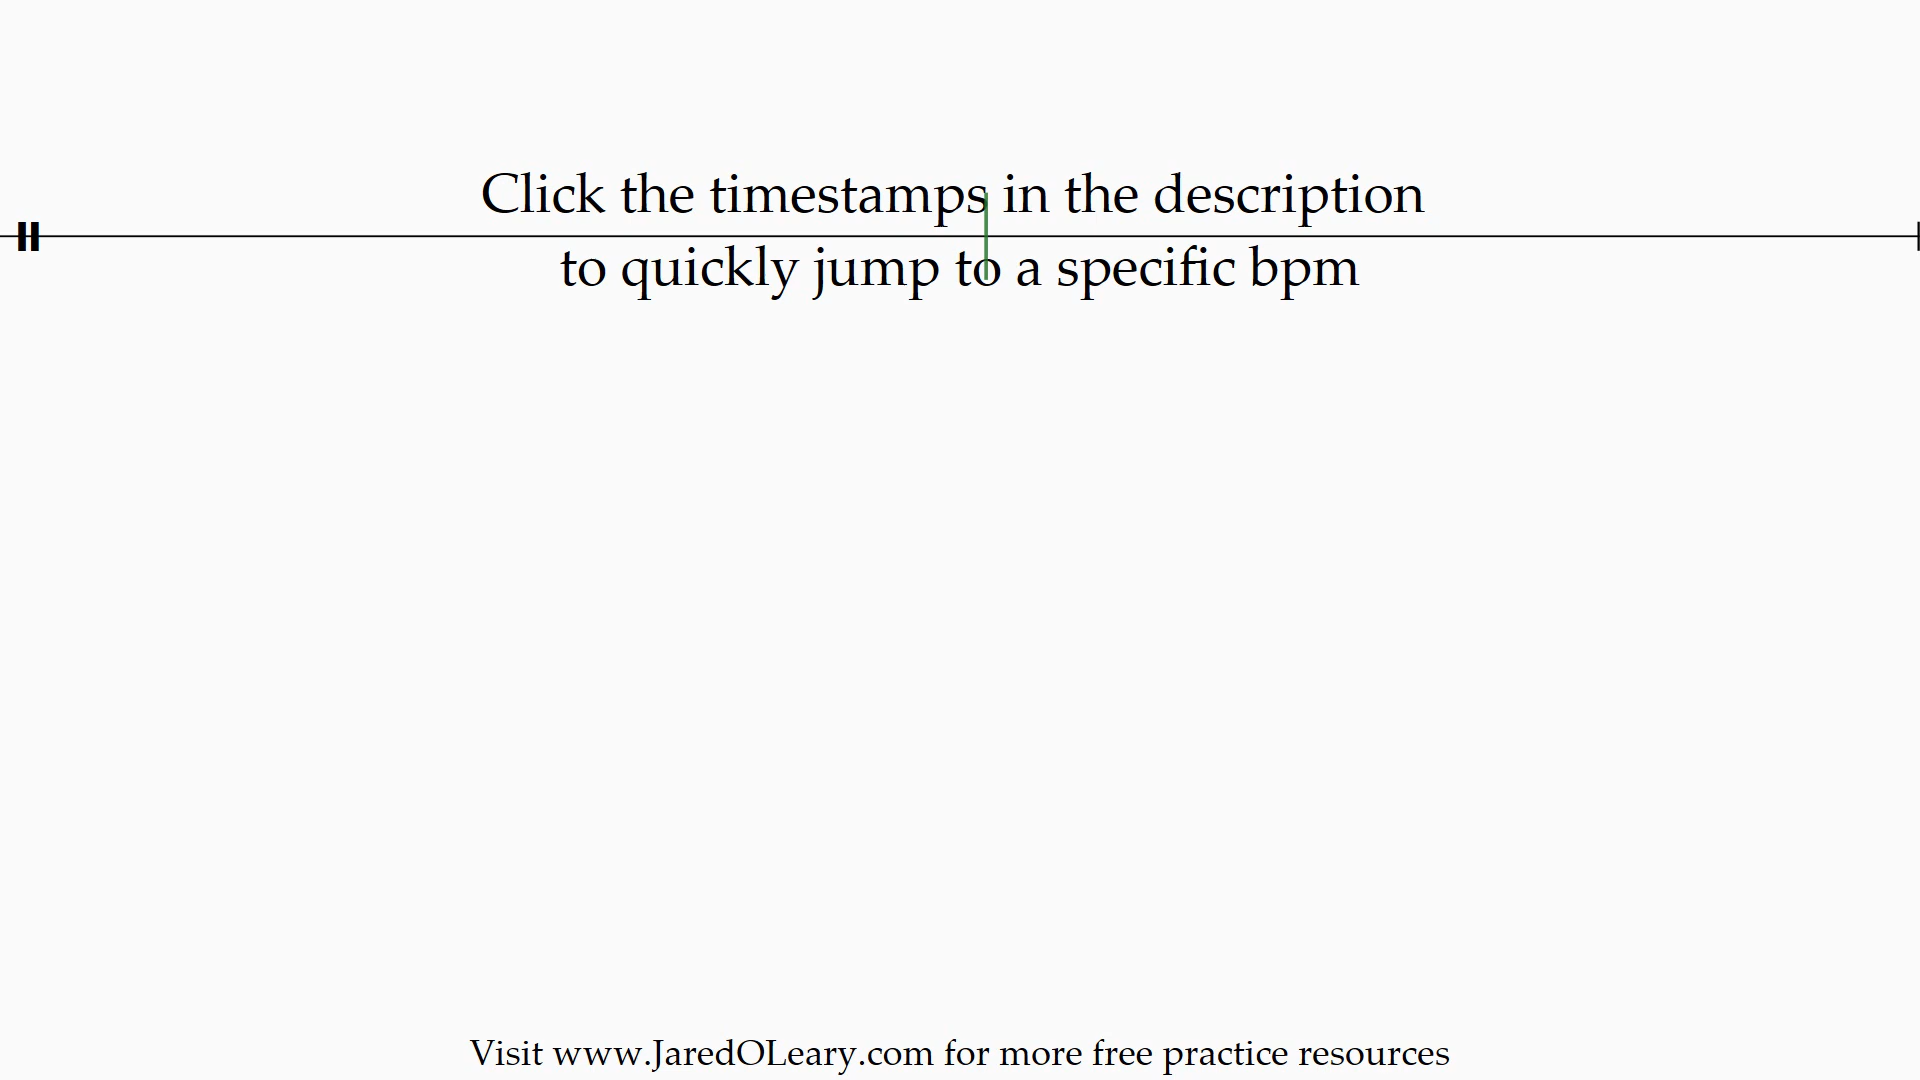 Click the timestamps in the description
to quickly jump to a specific bpm
Visit www.JaredOLeary.com for more free practice resources